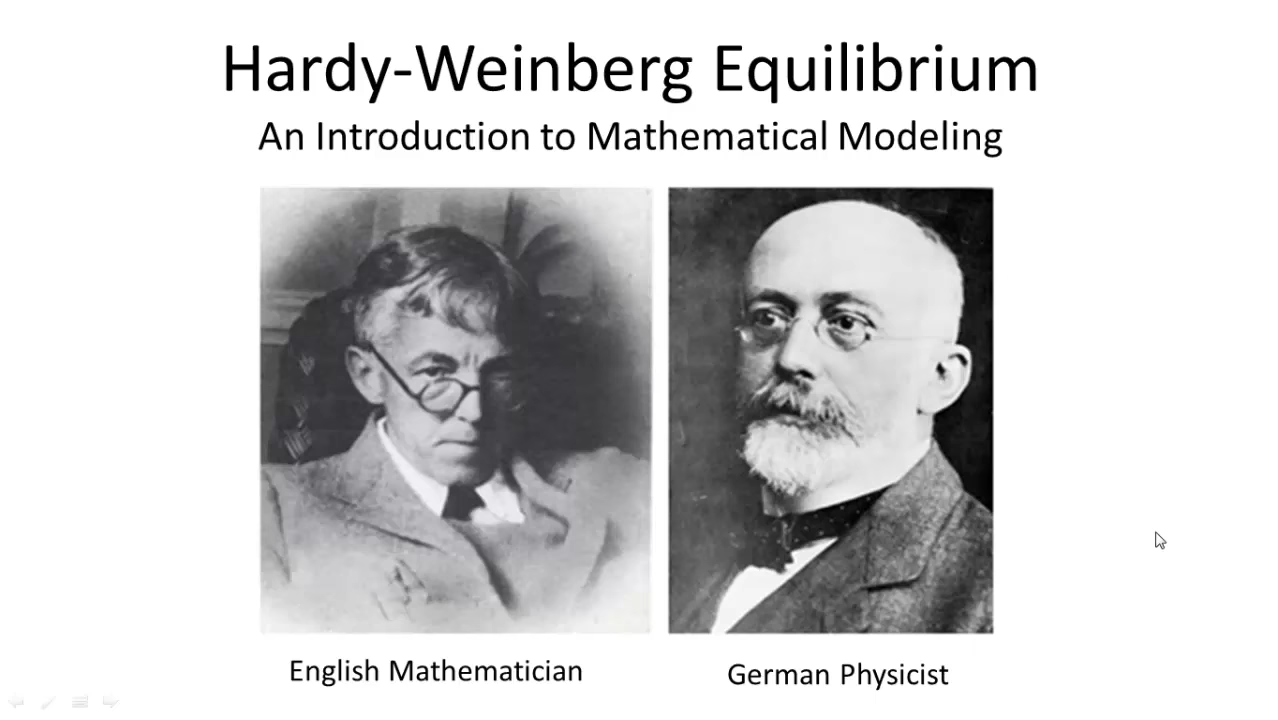 Hardy-Weinberg Equilibrium
An Introduction to Mathematical Modeling
English Mathematician
German Physicist